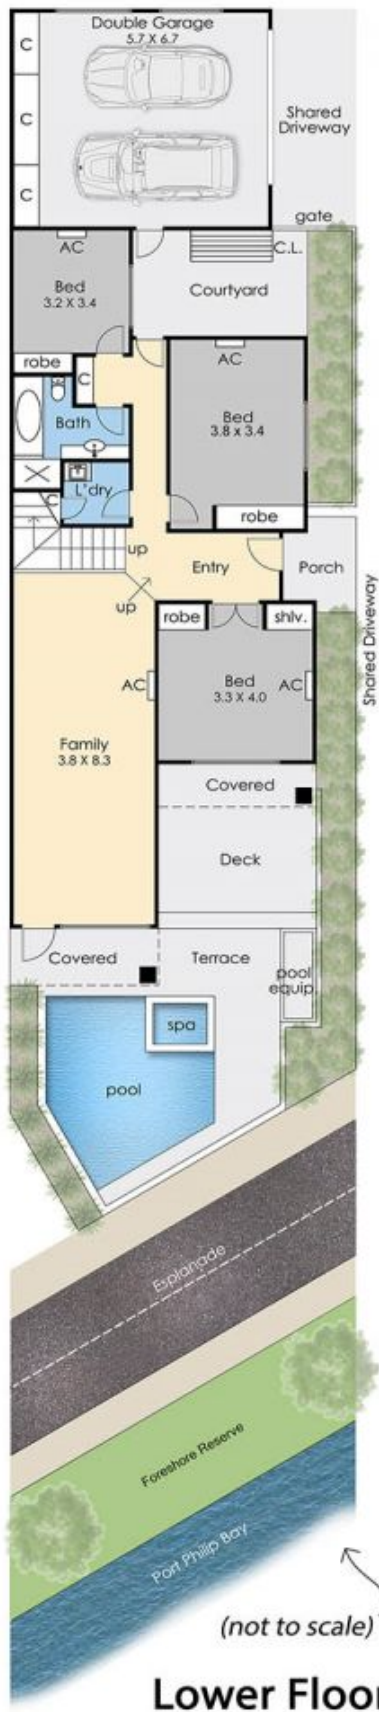 Double Garage
5.7 X 6.7
C
C
C
Shared
Driveway
gate
AC
Bed
3.2 X 3.4
C.L.
Courtyard
robe
C
AC
Bed
3.8 x 3.4
Bath
L'dry
C
robe
up
Entry
Porch
up
robe
shlv.
Shared Driveway
AC
Bed
3.3 X 4.0
AC
Family
3.8 X 8.3
Covered
Deck
Covered
Terrace
pool
equip.
spa
pool
Esplanade
Foreshore Reserve
Port Philip Bay
(not to scale)
Lower Floor